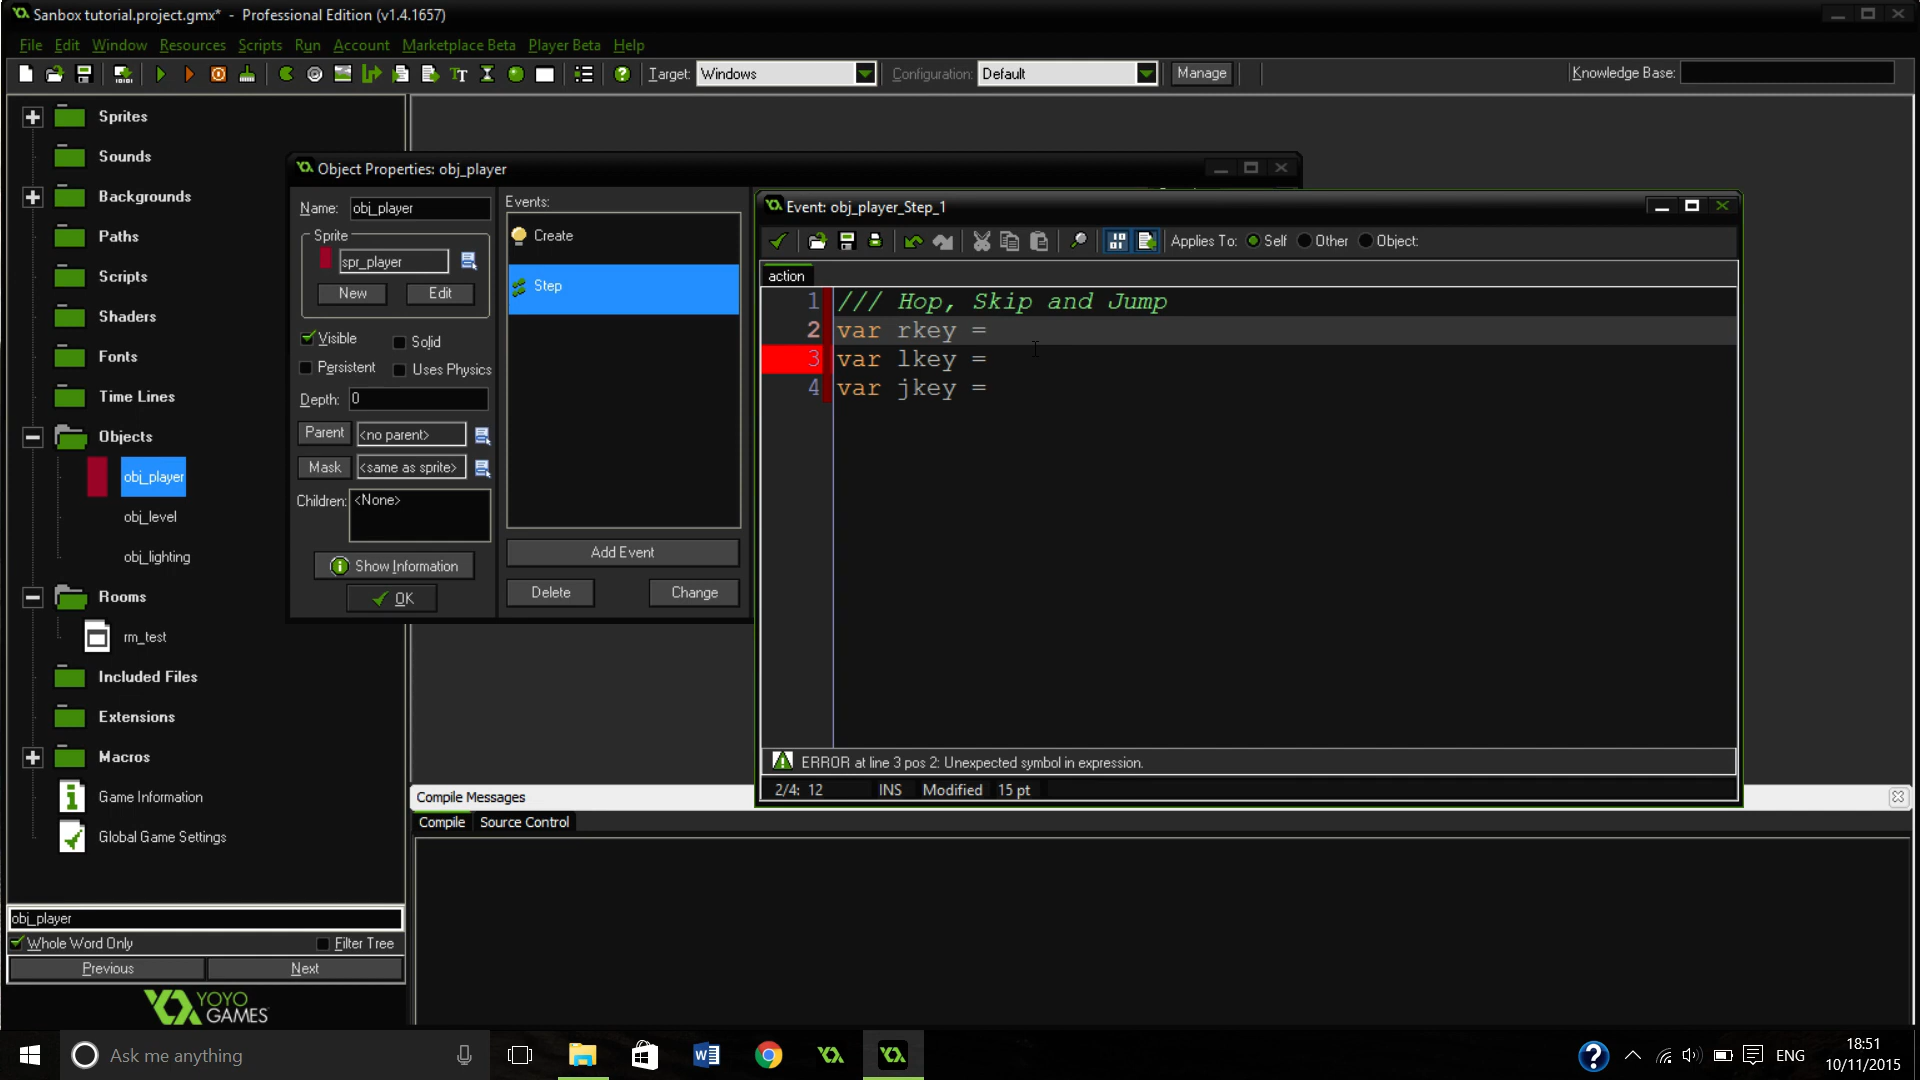 Sanbox tutorial.project.gmx* - Professional Edition (v1.4.1657)
File Edit Window Resources Scripts Run Account Marketplace Beta Player Beta Help
Target: Windows Configuration: Default Manage Knowledge Base:
Sprites
Sounds
Backgrounds
Paths
Scripts
Shaders
Fonts
Time Lines
Objects
obj_player
obj_level
obj_lighting
Rooms
rm_test
Included Files
Extensions
Macros
Game Information
Global Game Settings
obj_player
Whole Word Only Filter Tree
Previous Next
YOYO
GAMES
Object Properties: obj_player
Name: obj_player
Sprite
spr_player
New Edit
Visible Solid
Persistent Uses Physics
Depth: 0
Parent <no parent>
Mask <same as sprite>
Children: <None>
Show Information
OK
Events:
Create
Step
Add Event
Delete Change
Event: obj_player_Step_1
Applies To: Self Other Object:
action
1 /// Hop, Skip and Jump
2 var rkey =
3 var lkey =
4 var jkey =
ERROR at line 3 pos 2: Unexpected symbol in expression.
2/4: 12 INS Modified 15 pt
Compile Messages
Compile Source Control
Ask me anything
ENG
18:51
10/11/2015